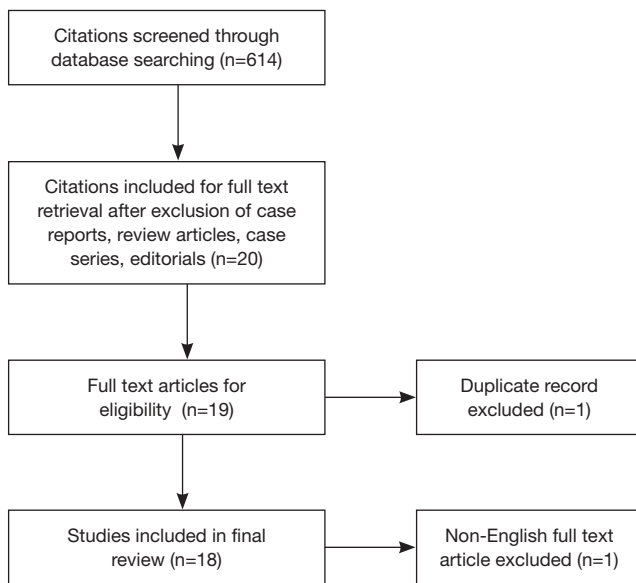 Citations screened through
database searching (n=614)
Citations included for full text
retrieval after exclusion of case
reports, review articles, case
series, editorials (n=20)
Full text articles for
eligibility (n=19)
Duplicate record
excluded (n=1)
Studies included in final
review (n=18)
Non-English full text
article excluded (n=1)